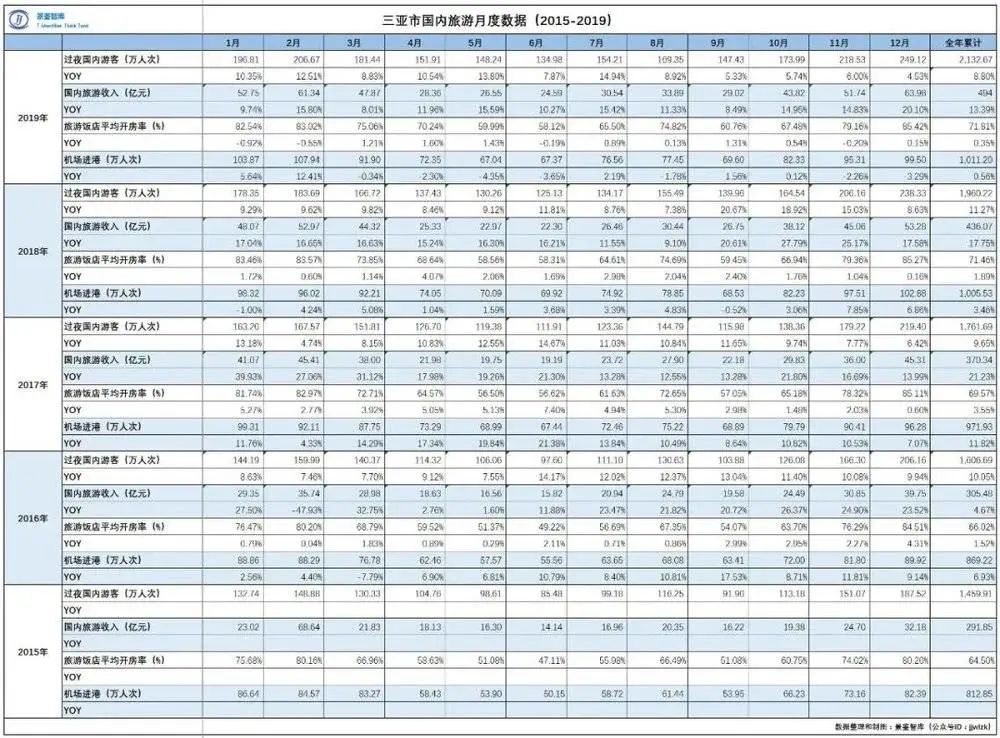 景鉴智库
T Identifier Think Tank
三亚市国内旅游月度数据（2015-2019）
1月 2月 3月 4月 5月 6月 7月 8月 9月 10月 11月 12月 全年累计
2019年
过夜国内游客（万人次） 196.81 206.67 181.44 151.91 148.24 134.98 154.21 169.35 147.43 173.99 218.53 249.12 2,132.67
YOY 10.35% 12.51% 8.83% 10.54% 13.80% 7.87% 14.94% 8.92% 5.33% 5.74% 6.00% 4.53% 8.80%
国内旅游收入（亿元） 52.75 61.34 47.87 28.36 26.55 24.59 30.54 33.89 29.02 43.82 51.74 63.98 494
YOY 9.74% 15.80% 8.01% 11.96% 15.59% 10.27% 15.42% 11.33% 8.49% 14.95% 14.83% 20.10% 13.39%
旅游饭店平均开房率（%） 82.54% 83.02% 75.06% 70.24% 59.99% 58.12% 65.50% 74.82% 60.76% 67.48% 79.16% 85.42% 71.81%
YOY -0.92% -0.55% 1.21% 1.60% 1.43% -0.19% 0.89% 0.13% 1.31% 0.54% -0.20% 0.15% 0.35%
机场进港（万人次） 103.87 107.94 91.90 72.35 67.04 67.37 76.56 77.45 69.60 82.33 95.31 99.50 1,011.20
YOY 5.64% 12.41% -0.34% -2.30% -4.35% -3.65% 2.19% -1.78% 1.56% 0.12% -2.26% 3.29% 0.56%
2018年
过夜国内游客（万人次） 178.35 183.69 166.72 137.43 130.26 125.13 134.17 155.49 139.96 164.54 206.16 238.33 1,960.22
YOY 9.29% 9.62% 9.82% 8.46% 9.12% 11.81% 8.76% 7.38% 20.67% 18.92% 15.03% 8.63% 11.27%
国内旅游收入（亿元） 48.07 52.97 44.32 25.33 22.97 22.30 26.46 30.44 26.75 38.12 45.06 53.28 436.07
YOY 17.04% 16.65% 16.63% 15.24% 16.30% 16.21% 11.55% 9.10% 20.61% 27.79% 25.17% 17.58% 17.75%
旅游饭店平均开房率（%） 83.46% 83.57% 73.85% 68.64% 58.56% 58.31% 64.61% 74.69% 59.45% 66.94% 79.36% 85.27% 71.46%
YOY 1.72% 0.60% 1.14% 4.07% 2.06% 1.69% 2.98% 2.04% 2.40% 1.76% 1.04% 0.16% 1.89%
机场进港（万人次） 98.32 96.02 92.21 74.05 70.09 69.92 74.92 78.85 68.53 82.23 97.51 102.88 1,005.53
YOY -1.00% 4.24% 5.08% 1.04% 1.59% 3.68% 3.39% 4.83% -0.52% 3.06% 7.85% 6.86% 3.46%
2017年
过夜国内游客（万人次） 163.20 167.57 151.81 126.70 119.38 111.91 123.36 144.79 115.98 138.36 179.22 219.40 1,761.69
YOY 13.18% 4.74% 8.15% 10.83% 12.55% 14.67% 11.03% 10.84% 11.65% 9.74% 7.77% 6.42% 9.65%
国内旅游收入（亿元） 41.07 45.41 38.00 21.98 19.75 19.19 23.72 27.90 22.18 29.83 36.00 45.31 370.34
YOY 39.93% 27.06% 31.12% 17.98% 19.26% 21.30% 13.28% 12.55% 13.28% 21.80% 16.69% 13.99% 21.23%
旅游饭店平均开房率（%） 81.74% 82.97% 72.71% 64.57% 56.50% 56.62% 61.63% 72.65% 57.05% 65.18% 78.32% 85.11% 69.57%
YOY 5.27% 2.77% 3.92% 5.05% 5.13% 7.40% 4.94% 5.30% 2.98% 1.48% 2.03% 0.60% 3.55%
机场进港（万人次） 99.31 92.11 87.75 73.29 68.99 67.44 72.46 75.22 68.89 79.79 90.41 96.28 971.93
YOY 11.76% 4.33% 14.29% 17.34% 19.84% 21.38% 13.84% 10.49% 8.64% 10.82% 10.53% 7.07% 11.82%
2016年
过夜国内游客（万人次） 144.19 159.99 140.37 114.32 106.06 97.60 111.10 130.63 103.88 126.08 166.30 206.16 1,606.69
YOY 8.63% 7.46% 7.70% 9.12% 7.55% 14.17% 12.02% 12.37% 13.04% 11.40% 10.08% 9.94% 10.05%
国内旅游收入（亿元） 29.35 35.74 28.98 18.63 16.56 15.82 20.94 24.79 19.58 24.49 30.85 39.75 305.48
YOY 27.50% -47.93% 32.75% 2.76% 1.60% 11.88% 23.47% 21.82% 20.72% 26.37% 24.90% 23.52% 4.67%
旅游饭店平均开房率（%） 76.47% 80.20% 68.79% 59.52% 51.37% 49.22% 56.69% 67.35% 54.07% 63.70% 76.29% 84.51% 66.02%
YOY 0.79% 0.04% 1.83% 0.89% 0.29% 2.11% 0.71% 0.86% 2.99% 2.95% 2.27% 4.31% 1.52%
机场进港（万人次） 88.86 88.29 76.78 62.46 57.57 55.56 63.65 68.08 63.41 72.00 81.80 89.92 869.22
YOY 2.56% 4.40% -7.79% 6.90% 6.81% 10.79% 8.40% 10.81% 17.53% 8.71% 11.81% 9.14% 6.93%
2015年
过夜国内游客（万人次） 132.74 148.88 130.33 104.76 98.61 85.48 99.18 116.25 91.90 113.18 151.07 187.52 1,459.91
YOY
国内旅游收入（亿元） 23.02 68.64 21.83 18.13 16.30 14.14 16.96 20.35 16.22 19.38 24.70 32.18 291.85
YOY
旅游饭店平均开房率（%） 75.68% 80.16% 66.96% 58.63% 51.08% 47.11% 55.98% 66.49% 51.08% 60.75% 74.02% 80.20% 64.50%
YOY
机场进港（万人次） 86.64 84.57 83.27 58.43 53.90 50.15 58.72 61.44 53.95 66.23 73.16 82.39 812.85
YOY
数据整理和制图：景鉴智库（公众号ID：jjwlzk）